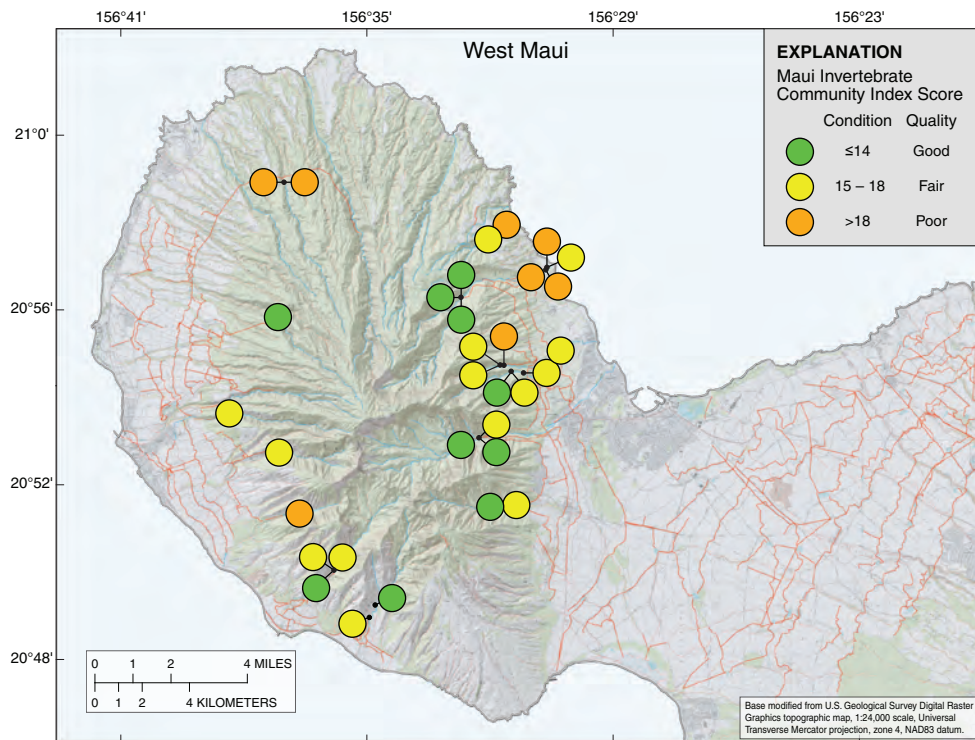 156°41'
156°35'
156°29'
156°23'
West Maui
EXPLANATION
Maui Invertebrate
Community Index Score
Condition Quality
≤14 Good
15 – 18 Fair
>18 Poor
21°0'
20°56'
20°52'
20°48'
0 1 2 4 MILES
0 1 2 4 KILOMETERS
Base modified from U.S. Geological Survey Digital Raster
Graphics topographic map, 1:24,000 scale, Universal
Transverse Mercator projection, zone 4, NAD83 datum.